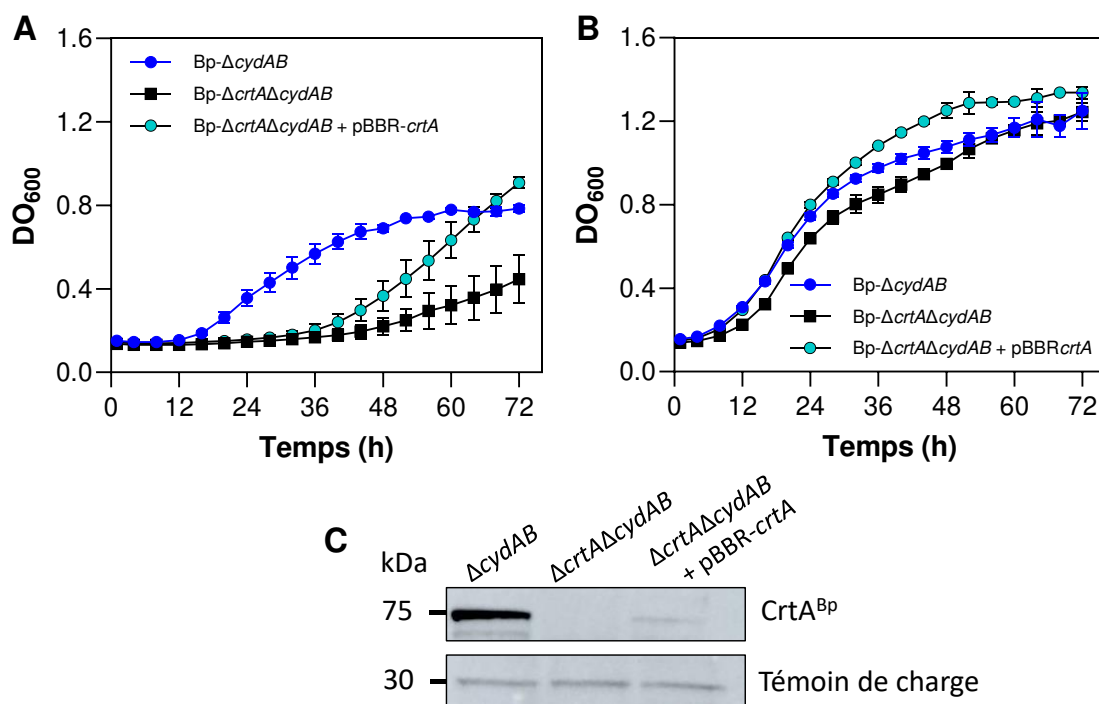 A
B
1.6
1.2
0.8
0.4
0.0
DO600
Bp-ΔcydAB
Bp-ΔcrtAΔcydAB
Bp-ΔcrtAΔcydAB + pBBR-crtA
0 12 24 36 48 60 72
Temps (h)
1.6
1.2
0.8
0.4
0.0
DO600
Bp-ΔcydAB
Bp-ΔcrtAΔcydAB
Bp-ΔcrtAΔcydAB + pBBRcrtA
0 12 24 36 48 60 72
Temps (h)
C
kDa
ΔcydAB
ΔcrtAΔcydAB
ΔcrtAΔcydAB
+ pBBR-crtA
75
CrtABp
30
Témoin de charge